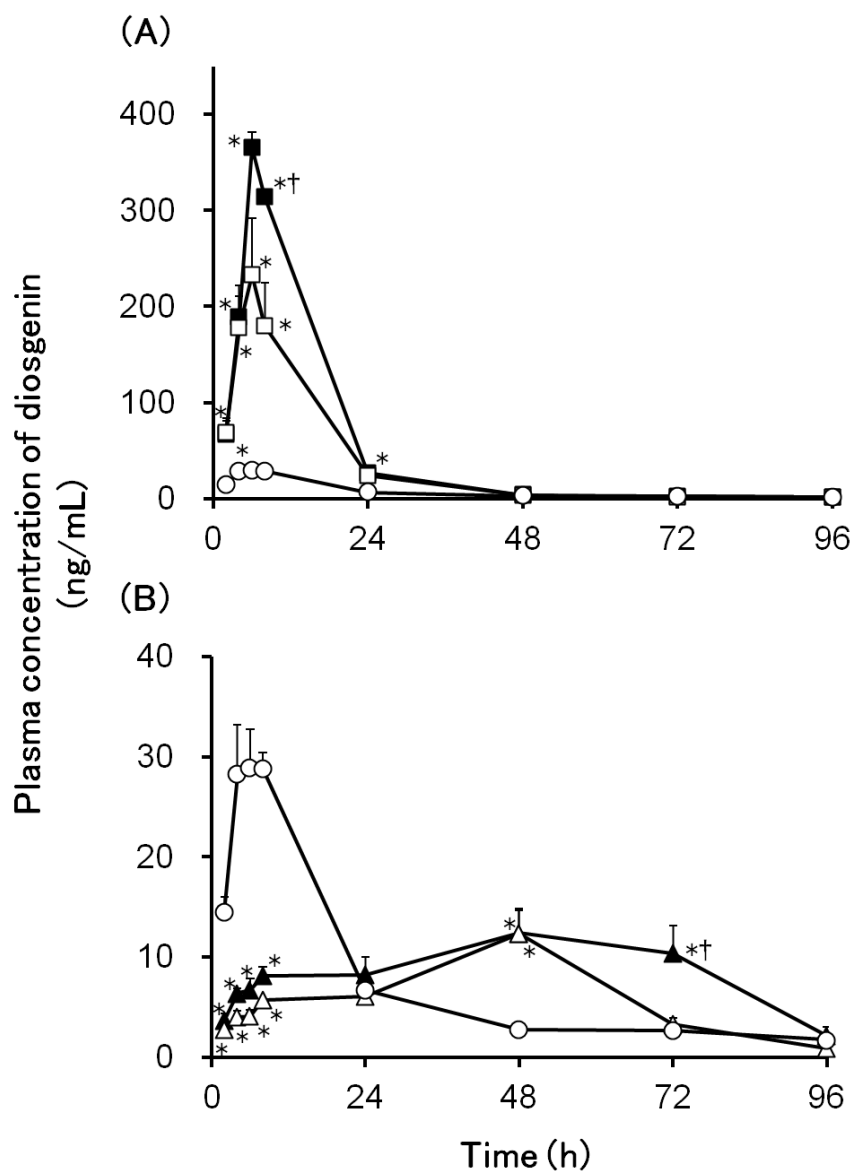 (A)
400
300
200
100
0
0 24 48 72 96
* *† * * * * * * *
Plasma concentration of diosgenin
(ng/mL)
(B)
40
30
20
10
0
0 24 48 72 96
* * * * * * * * * * *†
Time (h)